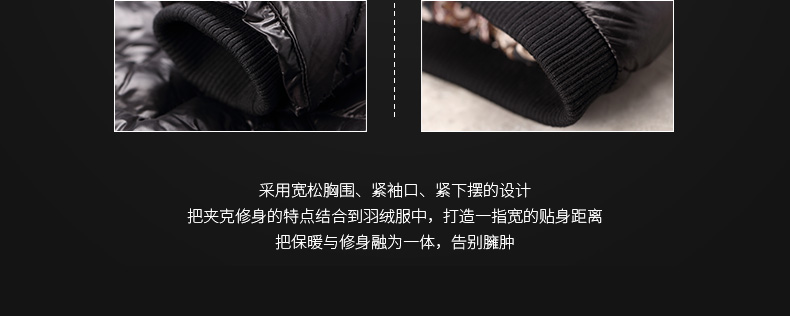 采用宽松胸围、紧袖口、紧下摆的设计
把夹克修身的特点结合到羽绒服中，打造一指宽的贴身距离
把保暖与修身融为一体，告别臃肿